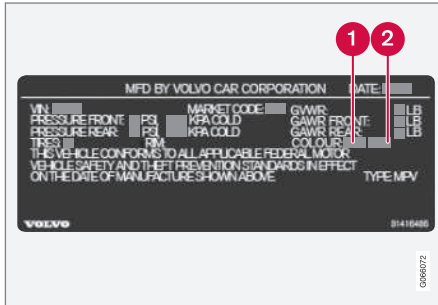 1 2
MFD BY VOLVO CAR CORPORATION DATE:
VIN: MARKET CODE: GVWR: LB
PRESSURE FRONT: PSI, KPA COLD GAWR FRONT: LB
PRESSURE REAR: PSI, KPA COLD GAWR REAR: LB
TIRES: RIM: COLOUR:
THIS VEHICLE CONFORMS TO ALL APPLICABLE FEDERAL MOTOR
VEHICLE SAFETY AND THEFT PREVENTION STANDARDS IN EFFECT
ON THE DATE OF MANUFACTURE SHOWN ABOVE. TYPE: MPV
VOLVO 31416486
G066072